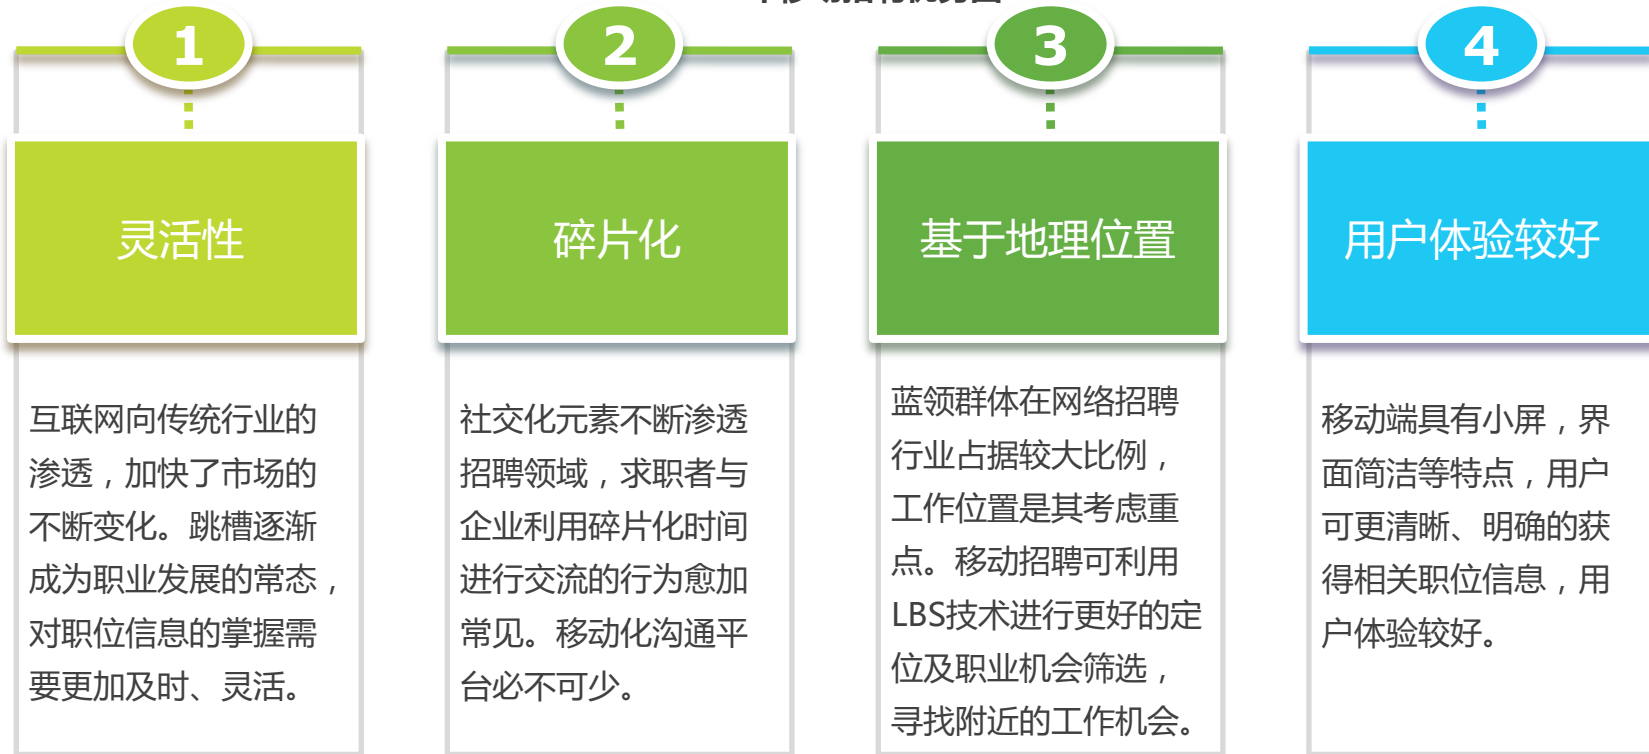 1
灵活性
互联网向传统行业的
渗透，加快了市场的
不断变化。跳槽逐渐
成为职业发展的常态，
对职位信息的掌握需
要更加及时、灵活。
2
碎片化
社交化元素不断渗透
招聘领域，求职者与
企业利用碎片化时间
进行交流的行为愈加
常见。移动化沟通平
台必不可少。
3
基于地理位置
蓝领群体在网络招聘
行业占据较大比例，
工作位置是其考虑重
点。移动招聘可利用
LBS技术进行更好的定
位及职业机会筛选，
寻找附近的工作机会。
4
用户体验较好
移动端具有小屏，界
面简洁等特点，用户
可更清晰、明确的获
得相关职位信息，用
户体验较好。